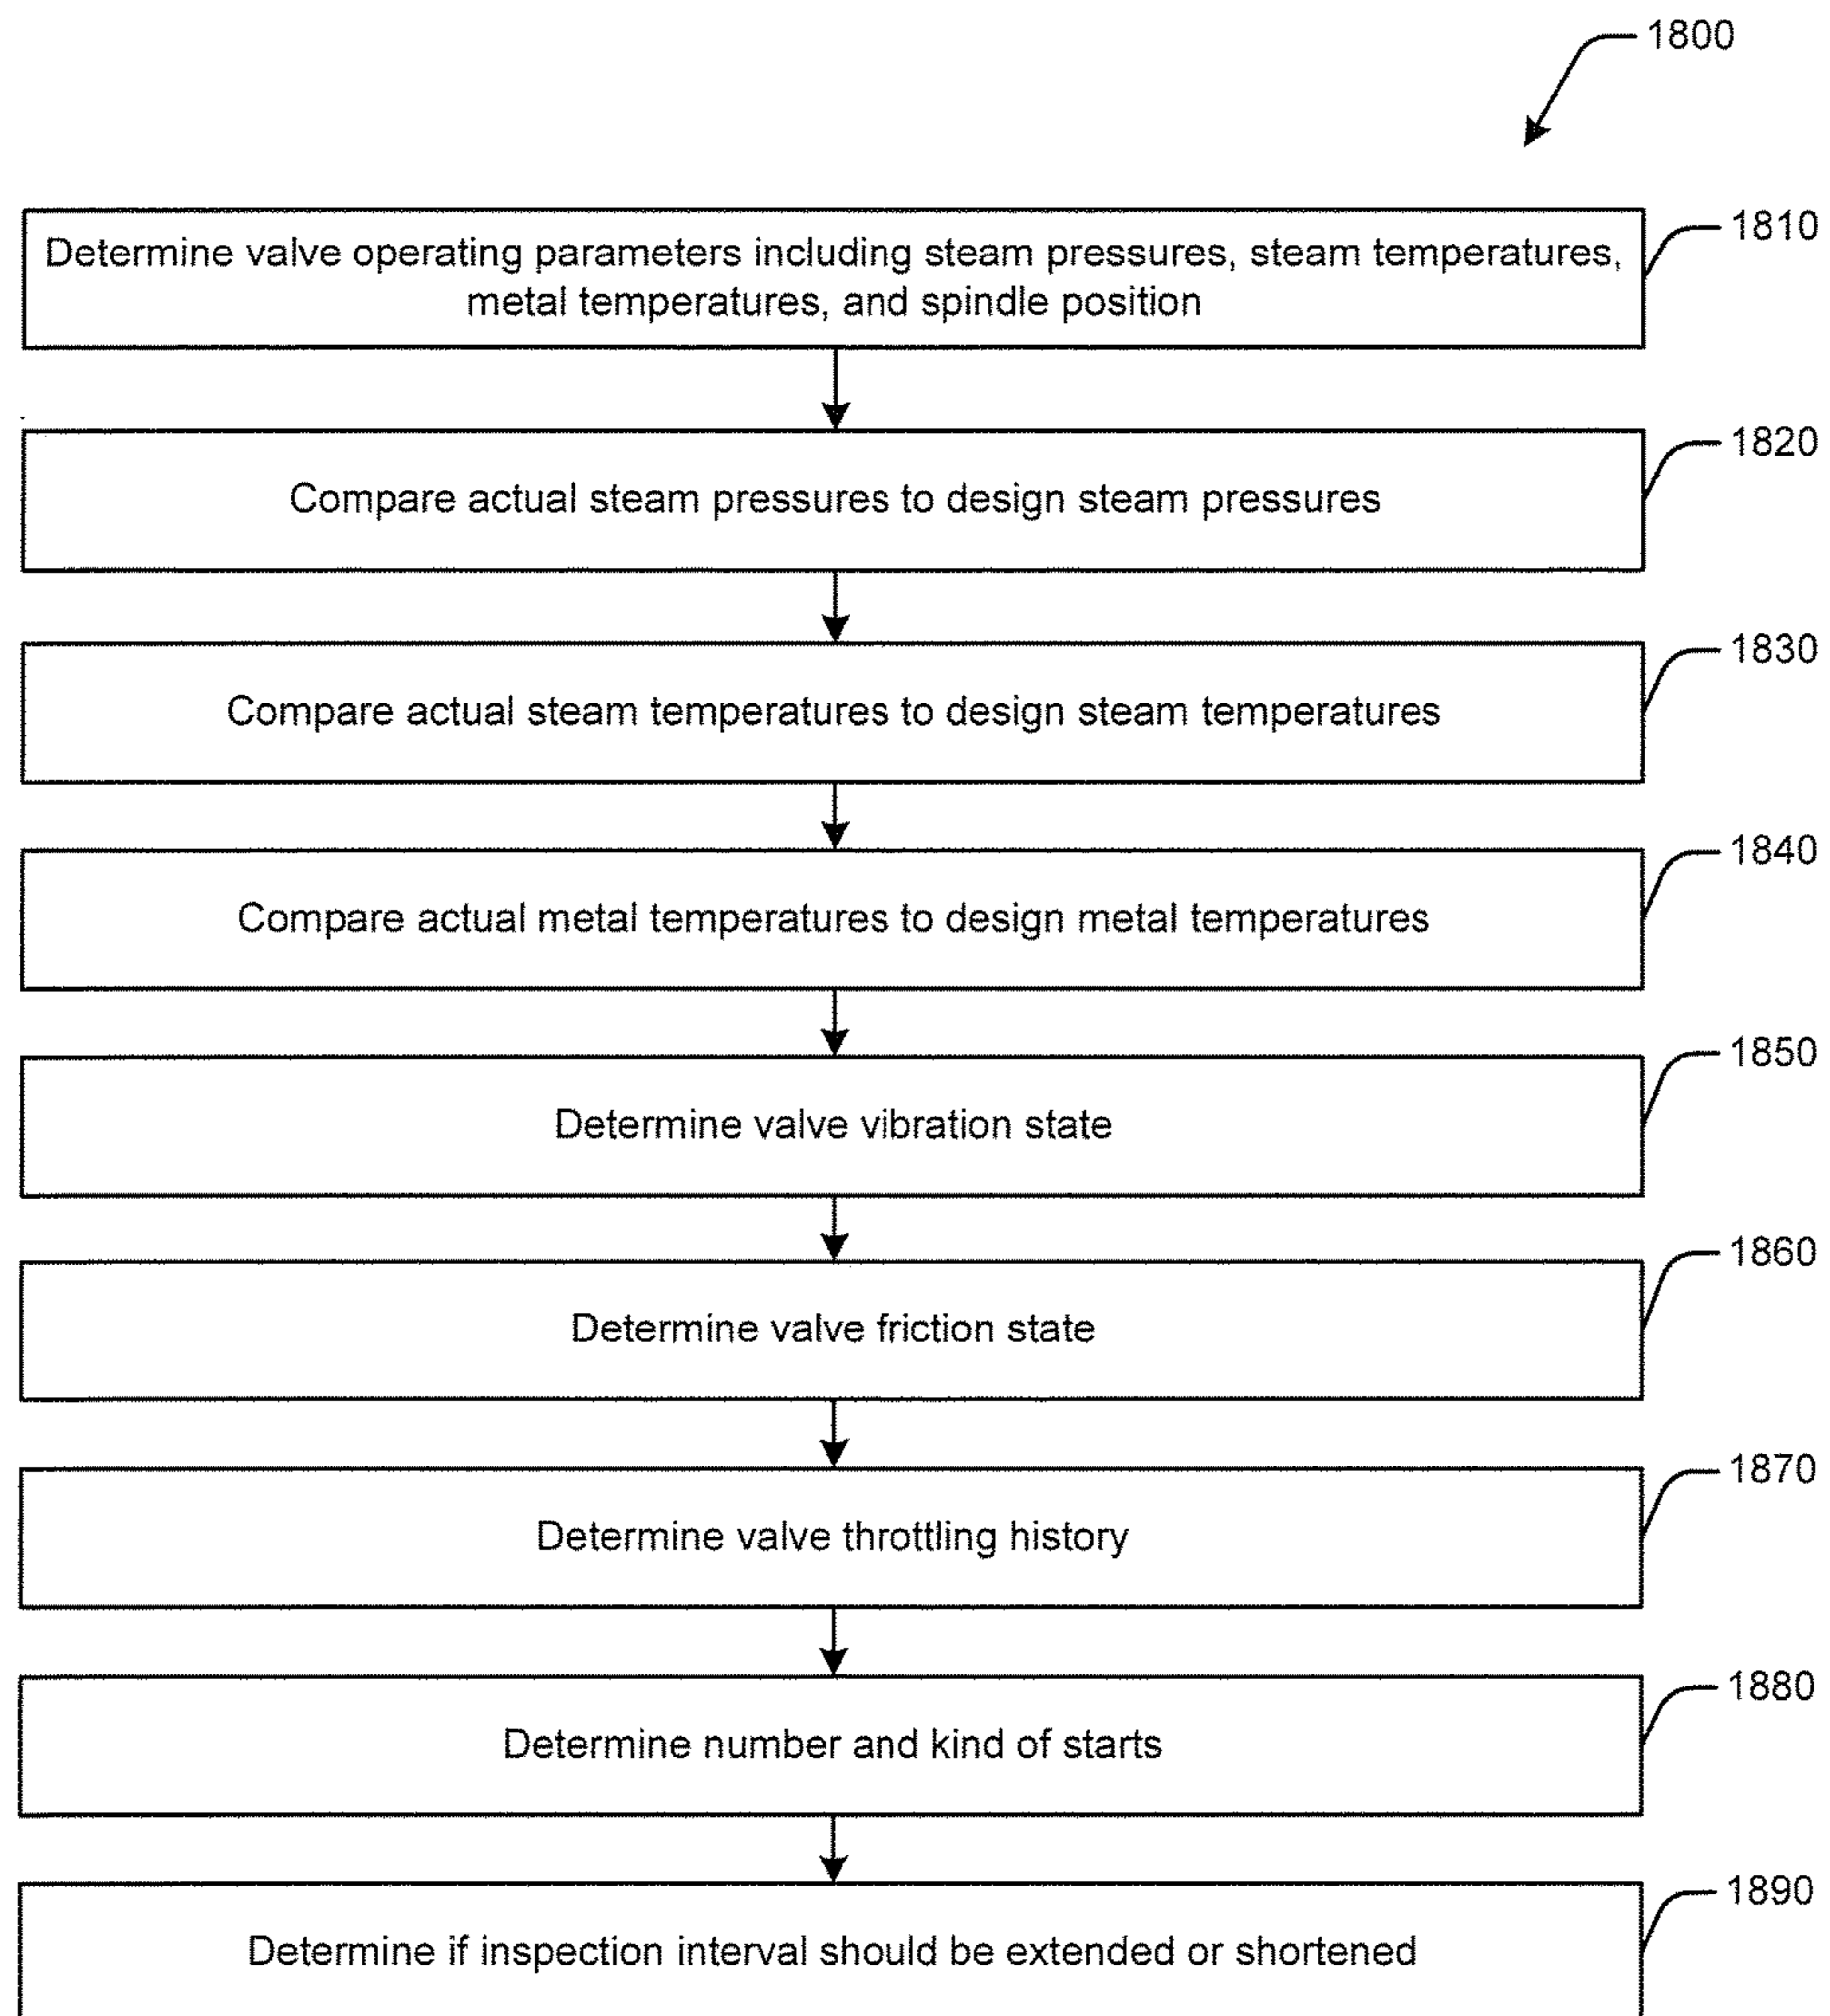 1800
Determine valve operating parameters including steam pressures, steam temperatures,
metal temperatures, and spindle position
1810
Compare actual steam pressures to design steam pressures
1820
Compare actual steam temperatures to design steam temperatures
1830
Compare actual metal temperatures to design metal temperatures
1840
Determine valve vibration state
1850
Determine valve friction state
1860
Determine valve throttling history
1870
Determine number and kind of starts
1880
Determine if inspection interval should be extended or shortened
1890